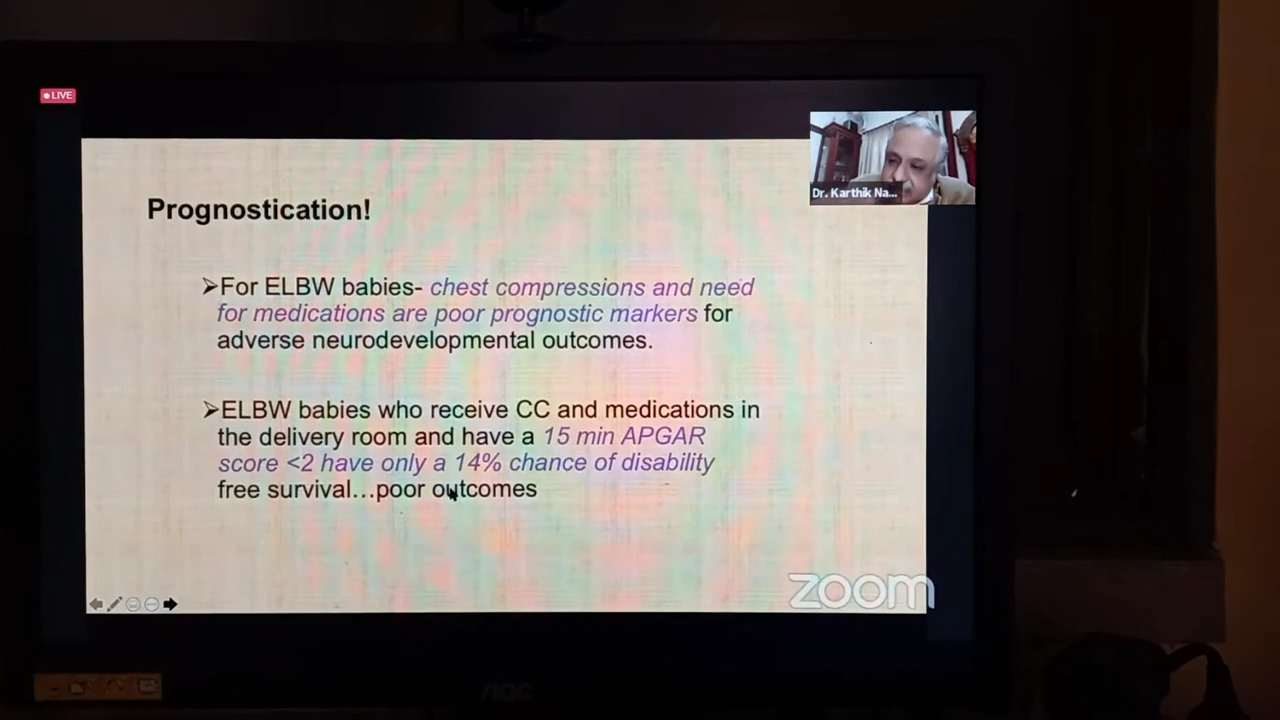 LIVE
Dr. Karthik Na...
Prognostication!
➢For ELBW babies- chest compressions and need
for medications are poor prognostic markers for
adverse neurodevelopmental outcomes.
➢ELBW babies who receive CC and medications in
the delivery room and have a 15 min APGAR
score <2 have only a 14% chance of disability
free survival...poor outcomes
zoom
AOC